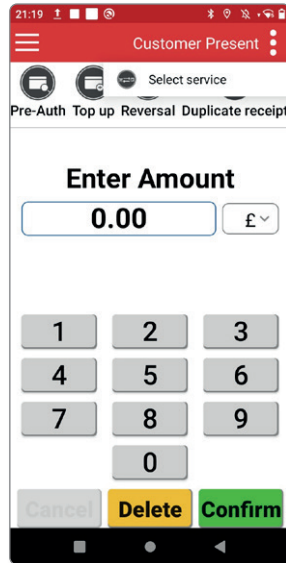 21:19
Customer Present
Select service
Pre-Auth Top up Reversal Duplicate receipt
Enter Amount
0.00 £
1 2 3
4 5 6
7 8 9
0
Cancel Delete Confirm